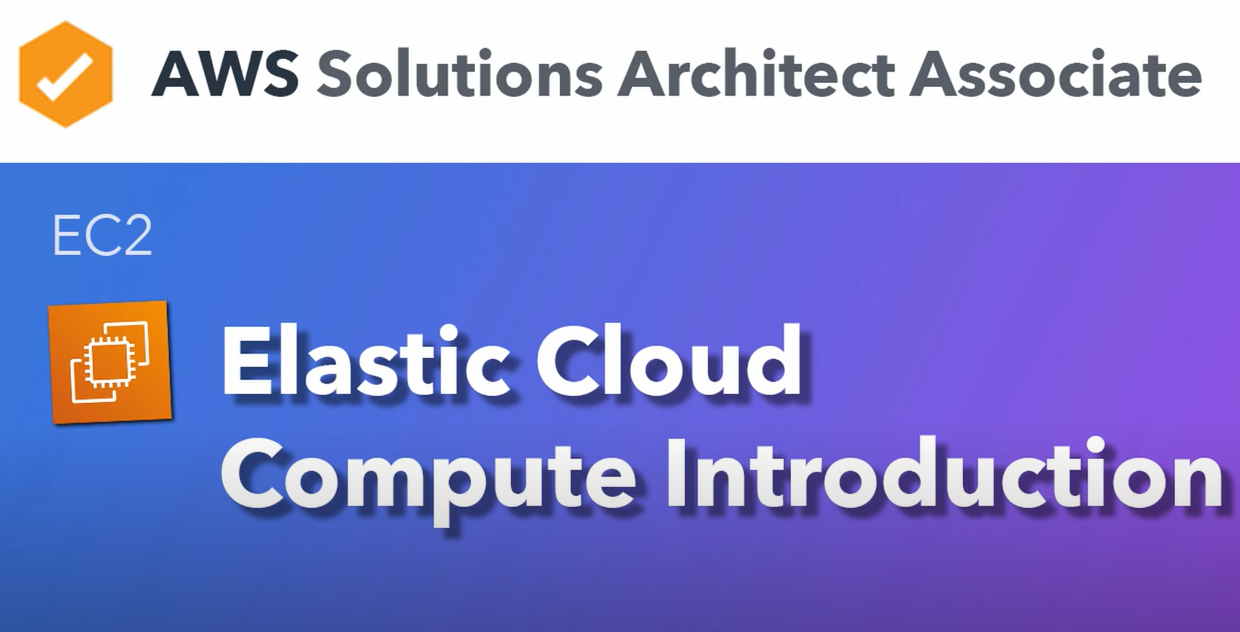 AWS Solutions Architect Associate
EC2
Elastic Cloud
Compute Introduction